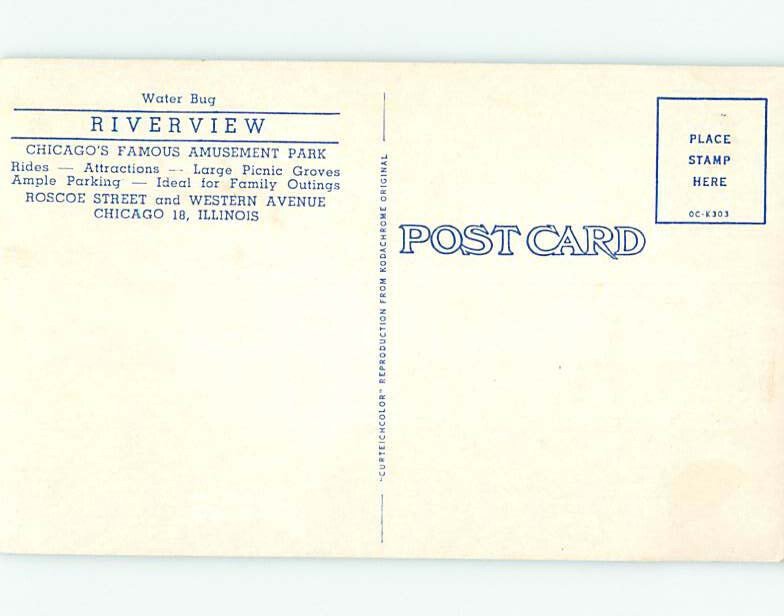 Water Bug
RIVERVIEW
CHICAGO'S FAMOUS AMUSEMENT PARK
Rides — Attractions — Large Picnic Groves
Ample Parking — Ideal for Family Outings
ROSCOE STREET and WESTERN AVENUE
CHICAGO 18, ILLINOIS
"CURTEICHCOLOR" REPRODUCTION FROM KODACHROME ORIGINAL
POST CARD
PLACE
STAMP
HERE
OC-K303